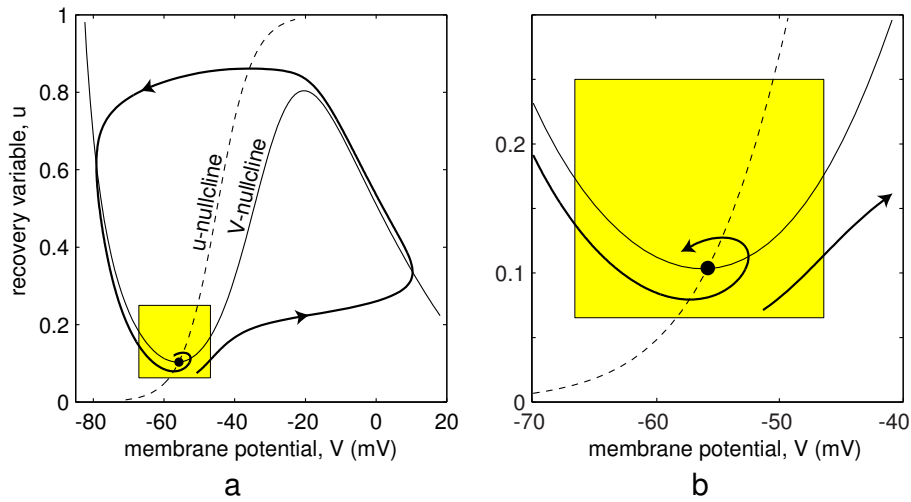 1
0.8
0.6
0.4
0.2
0
recovery variable, u
u-nullcline
V-nullcline
-80 -60 -40 -20 0 20
membrane potential, V (mV)
a
0.2
0.1
0
-70 -60 -50 -40
membrane potential, V (mV)
b